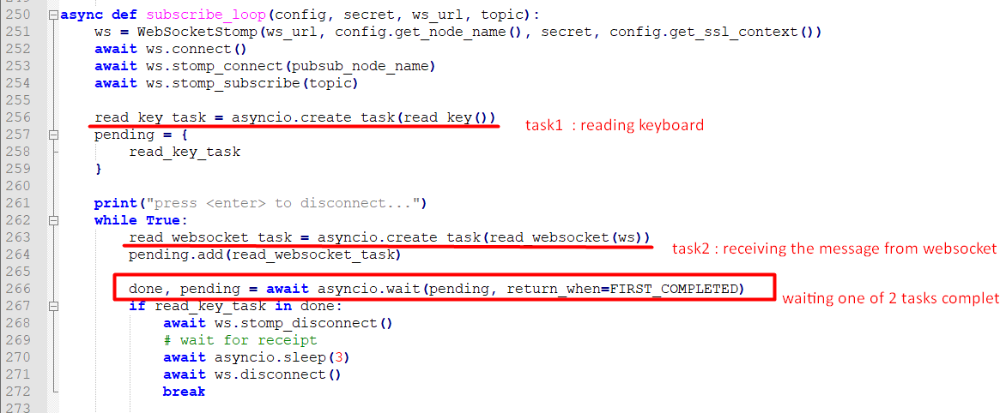 250 async def subscribe_loop(config, secret, ws_url, topic):
251     ws = WebSocketStomp(ws_url, config.get_node_name(), secret, config.get_ssl_context())
252     await ws.connect()
253     await ws.stomp_connect(pubsub_node_name)
254     await ws.stomp_subscribe(topic)
255
256     read_key_task = asyncio.create_task(read_key())
task1 : reading keyboard
257     pending = {
258         read_key_task
259     }
260
261     print("press <enter> to disconnect...")
262     while True:
263         read_websocket_task = asyncio.create_task(read_websocket(ws))
task2 : receiving the message from websocket
264         pending.add(read_websocket_task)
265
266         done, pending = await asyncio.wait(pending, return_when=FIRST_COMPLETED)
waiting one of 2 tasks complet
267         if read_key_task in done:
268             await ws.stomp_disconnect()
269             # wait for receipt
270             await asyncio.sleep(3)
271             await ws.disconnect()
272             break
273